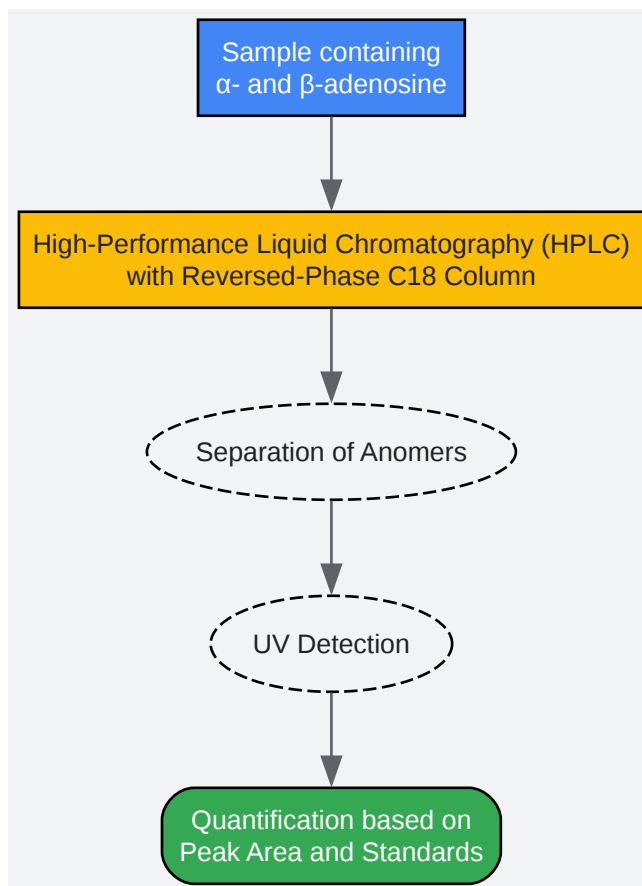 Sample containing
α- and β-adenosine
High-Performance Liquid Chromatography (HPLC)
with Reversed-Phase C18 Column
Separation of Anomers
UV Detection
Quantification based on
Peak Area and Standards